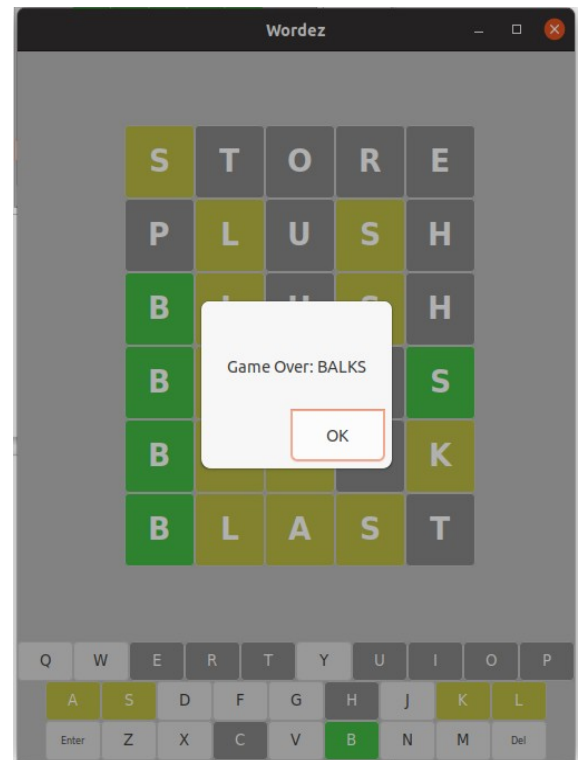 Wordez
S T O R E
P L U S H
B H
B S
Game Over: BALKS
OK
B K
B L A S T
Q W E R T Y U I O P
A S D F G H J K L
Enter Z X C V B N M Del